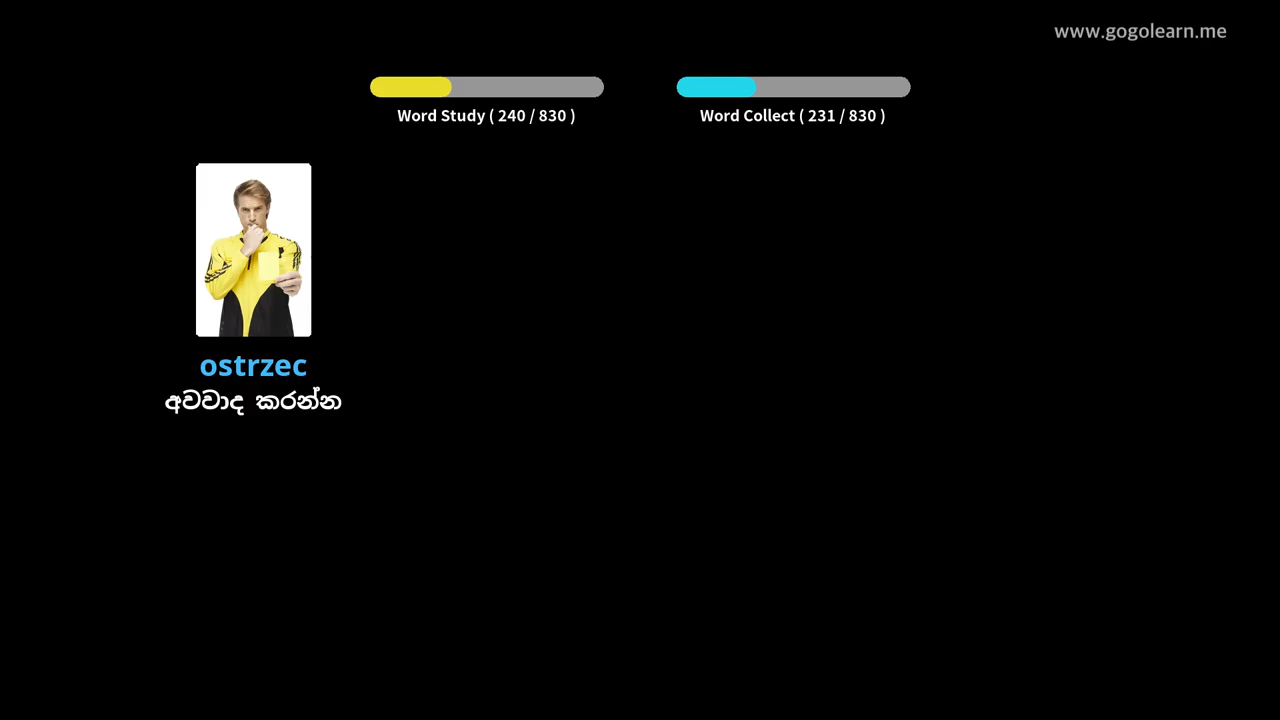 www.gogolearn.me
Word Study ( 240 / 830 )
Word Collect ( 231 / 830 )
ostrzec
අවවාද කරන්න